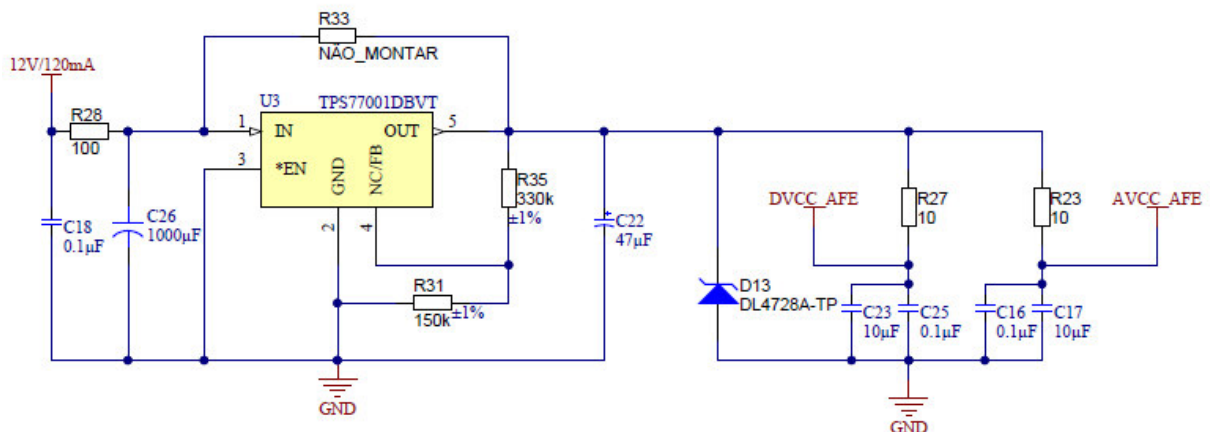 R33
NÃO_MONTAR
12V/120mA
R28
100
U3
TPS77001DBVT
1
IN
OUT
5
3
*EN
GND
NC/FB
2
4
R35
330k
±1%
C18
0.1µF
C26
1000µF
R31
150k
±1%
C22
47µF
GND
D13
DL4728A-TP
DVCC_AFE
R27
10
R23
10
AVCC_AFE
C23
10µF
C25
0.1µF
C16
0.1µF
C17
10µF
GND